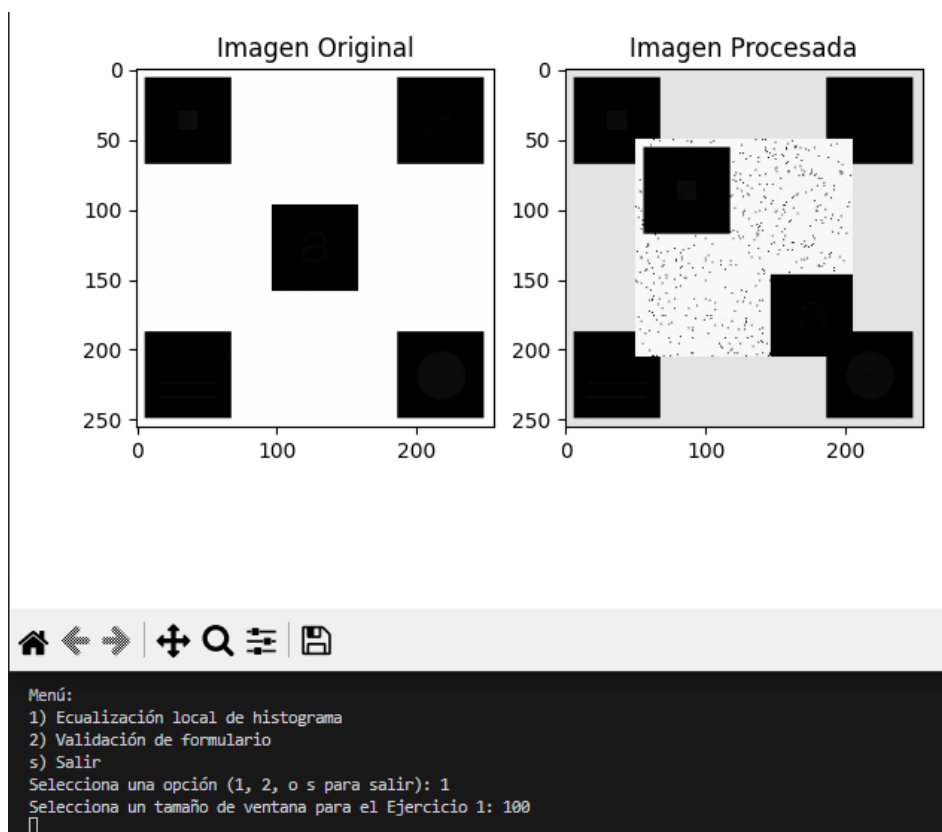 Imagen Original
Imagen Procesada
0
50
100
150
200
250
0
100
200
a
0
50
100
150
200
250
0
100
200
a
Menú:
1) Ecualización local de histograma
2) Validación de formulario
s) Salir
Selecciona una opción (1, 2, o s para salir): 1
Selecciona un tamaño de ventana para el Ejercicio 1: 100